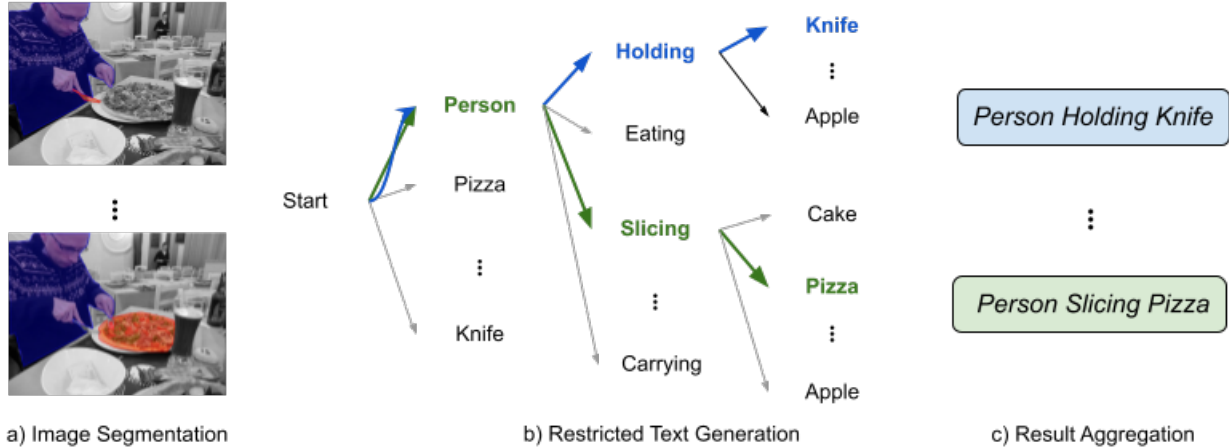 Start
Person
Pizza
⋮
Knife
Holding
Eating
Slicing
⋮
Carrying
Knife
⋮
Apple
Cake
Pizza
⋮
Apple
Person Holding Knife
⋮
Person Slicing Pizza
a) Image Segmentation
b) Restricted Text Generation
c) Result Aggregation